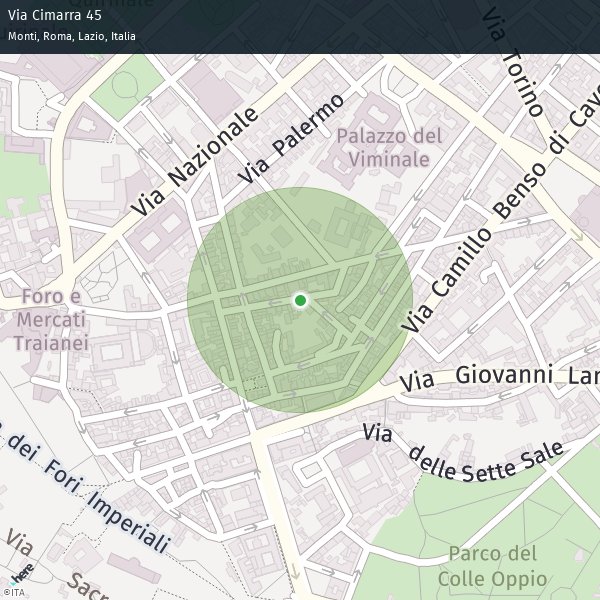 Via Cimarra 45
Monti, Roma, Lazio, Italia
Via Torino
Via Nazionale
Via Palermo
Palazzo del
Viminale
Via Camillo Benso di Cavo
Foro e
Mercati
Traianei
Via Giovanni Lan
dei Fori Imperiali
Via delle Sette Sale
Via Sacr
Parco del
Colle Oppio
here
©ITA